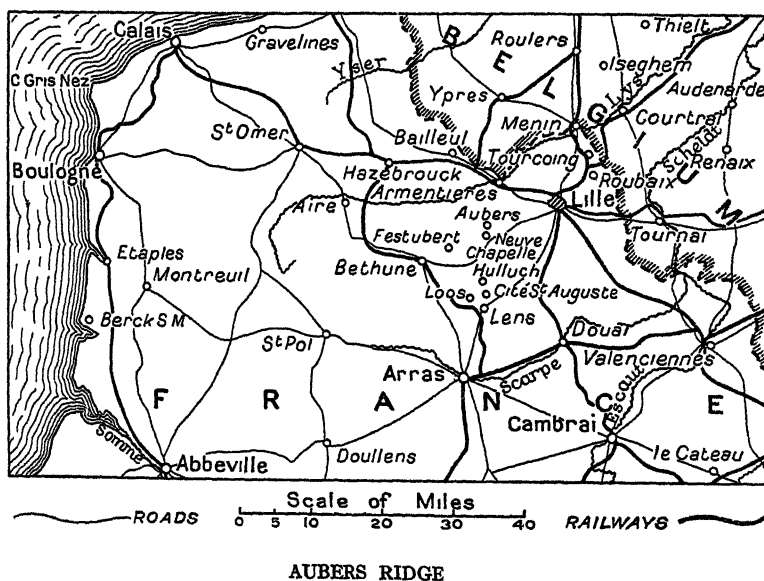 Calais
Gravelines
Thielt
Roulers
Yser
B E L G I U M
C Gris Nez
Iseghem
Lys
Audenarde
Ypres
Courtrai
Menin
St Omer
Bailleul
Tourcoing
Scheldt
Renaix
Boulogne
Hazebrouck
Roubaix
Armentieres
Lille
Aire
Aubers
Tournai
Festubert
Neuve
Chapelle
Etaples
Bethune
Hulluch
Montreuil
Cité St Auguste
Loos
Lens
Berck S M
St Pol
Douai
Valenciennes
Arras
Scarpe
F R A N C E
Escaut
Cambrai
Somme
Abbeville
Doullens
le Cateau
Scale of Miles
ROADS
0 5 10 20 30 40
RAILWAYS
AUBERS RIDGE